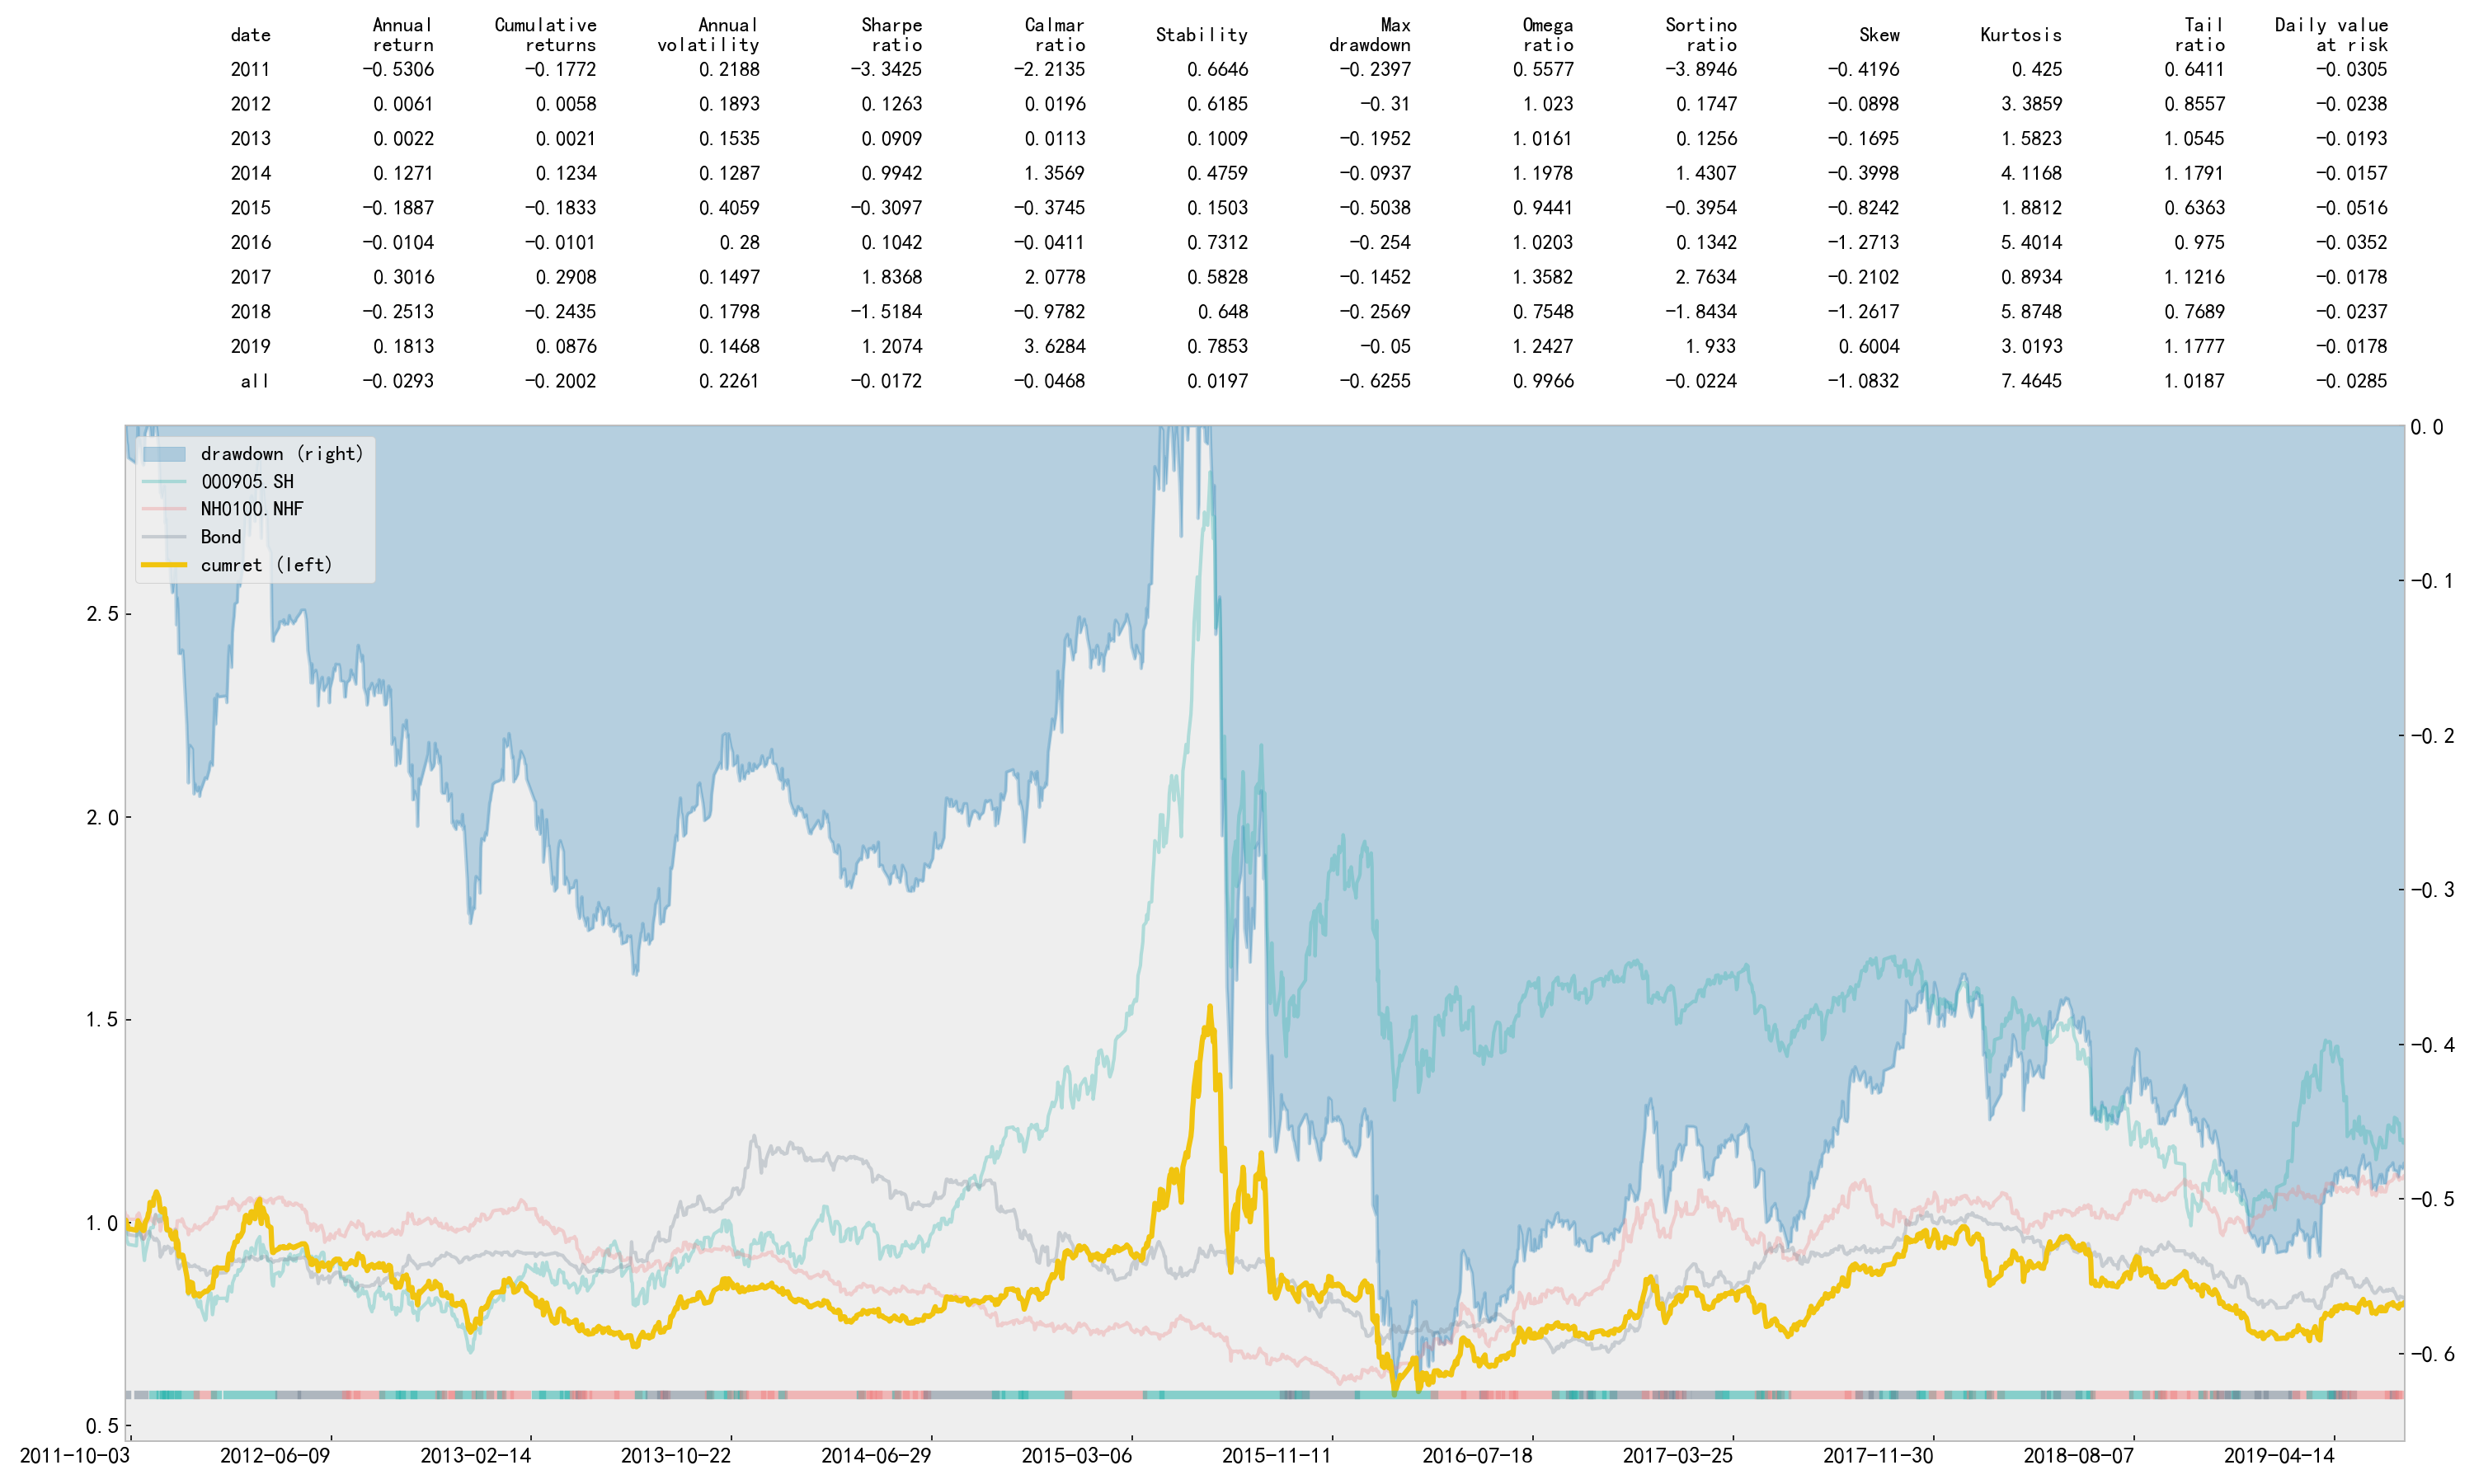 date Annual return Cumulative returns Annual volatility Sharpe ratio Calmar ratio Stability Max drawdown Omega ratio Sortino ratio Skew Kurtosis Tail ratio Daily value at risk
2011 -0.5306 -0.1772 0.2188 -3.3425 -2.2135 0.6646 -0.2397 0.5577 -3.8946 -0.4196 0.425 0.6411 -0.0305
2012 0.0061 0.0058 0.1893 0.1263 0.0196 0.6185 -0.31 1.023 0.1747 -0.0898 3.3859 0.8557 -0.0238
2013 0.0022 0.0021 0.1535 0.0909 0.0113 0.1009 -0.1952 1.0161 0.1256 -0.1695 1.5823 1.0545 -0.0193
2014 0.1271 0.1234 0.1287 0.9942 1.3569 0.4759 -0.0937 1.1978 1.4307 -0.3998 4.1168 1.1791 -0.0157
2015 -0.1887 -0.1833 0.4059 -0.3097 -0.3745 0.1503 -0.5038 0.9441 -0.3954 -0.8242 1.8812 0.6363 -0.0516
2016 -0.0104 -0.0101 0.28 0.1042 -0.0411 0.7312 -0.254 1.0203 0.1342 -1.2713 5.4014 0.975 -0.0352
2017 0.3016 0.2908 0.1497 1.8368 2.0778 0.5828 -0.1452 1.3582 2.7634 -0.2102 0.8934 1.1216 -0.0178
2018 -0.2513 -0.2435 0.1798 -1.5184 -0.9782 0.648 -0.2569 0.7548 -1.8434 -1.2617 5.8748 0.7689 -0.0237
2019 0.1813 0.0876 0.1468 1.2074 3.6284 0.7853 -0.05 1.2427 1.933 0.6004 3.0193 1.1777 -0.0178
all -0.0293 -0.2002 0.2261 -0.0172 -0.0468 0.0197 -0.6255 0.9966 -0.0224 -1.0832 7.4645 1.0187 -0.0285
drawdown (right)
000905.SH
NH0100.NHF
Bond
cumret (left)
2.5
2.0
1.5
1.0
0.5
0.0
-0.1
-0.2
-0.3
-0.4
-0.5
-0.6
2011-10-03 2012-06-09 2013-02-14 2013-10-22 2014-06-29 2015-03-06 2015-11-11 2016-07-18 2017-03-25 2017-11-30 2018-08-07 2019-04-14